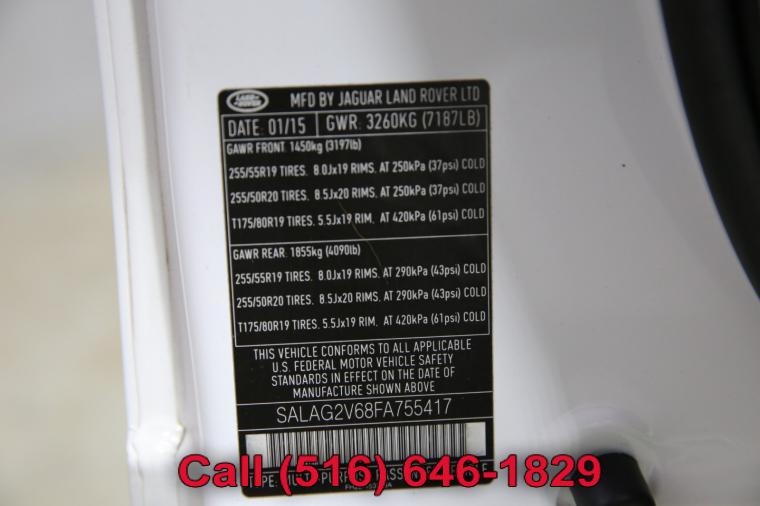 LAND ROVER MFD BY JAGUAR LAND ROVER LTD
DATE 01/15 GWR: 3260KG (7187LB)
GAWR FRONT 1450kg (3197lb)
255/55R19 TIRES. 8.0Jx19 RIMS. AT 250kPa (37psi) COLD
255/50R20 TIRES. 8.5Jx20 RIMS. AT 250kPa (37psi) COLD
T175/80R19 TIRES. 5.5Jx19 RIM. AT 420kPa (61psi) COLD
GAWR REAR 1855kg (4090lb)
255/55R19 TIRES. 8.0Jx19 RIMS. AT 290kPa (43psi) COLD
255/50R20 TIRES. 8.5Jx20 RIMS. AT 290kPa (43psi) COLD
T175/80R19 TIRES. 5.5Jx19 RIM. AT 420kPa (61psi) COLD
THIS VEHICLE CONFORMS TO ALL APPLICABLE
U.S. FEDERAL MOTOR VEHICLE SAFETY
STANDARDS IN EFFECT ON THE DATE OF
MANUFACTURE SHOWN ABOVE
SALAG2V68FA755417
Call (516) 646-1829